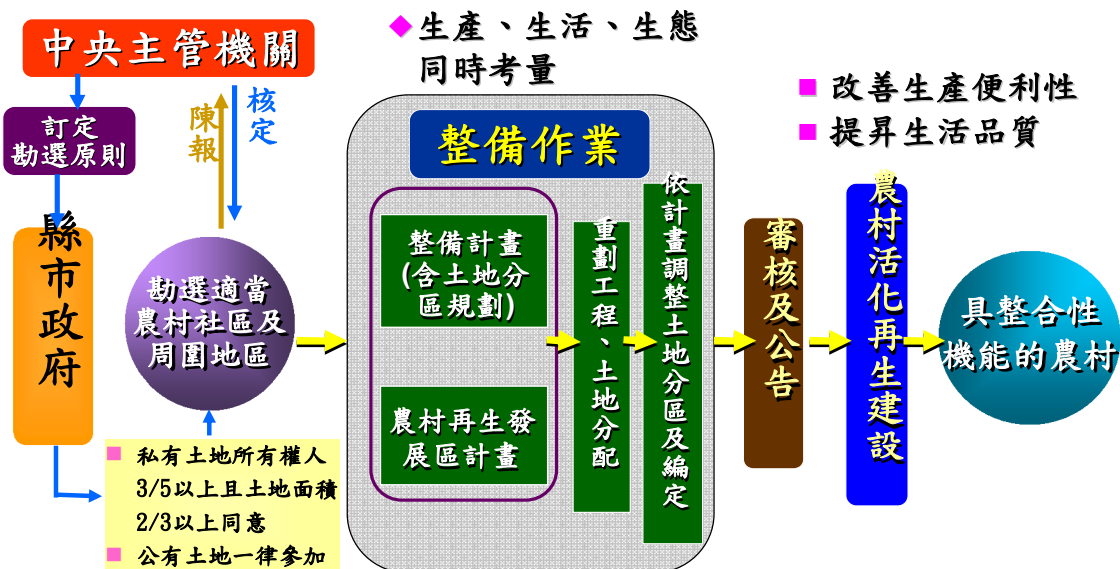 中央主管機關
訂定
勘選原則
縣市政府
陳報
核定
勘選適當
農村社區及
周圍地區
■ 私有土地所有權人
3/5以上且土地面積
2/3以上同意
■ 公有土地一律參加
◆生產、生活、生態
同時考量
整備作業
整備計畫
(含土地分
區規劃)
農村再生發
展區計畫
重劃工程、土地分配
依計畫調整土地分區及編定
審核及公告
■ 改善生產便利性
■ 提昇生活品質
農村活化再生建設
具整合性
機能的農村